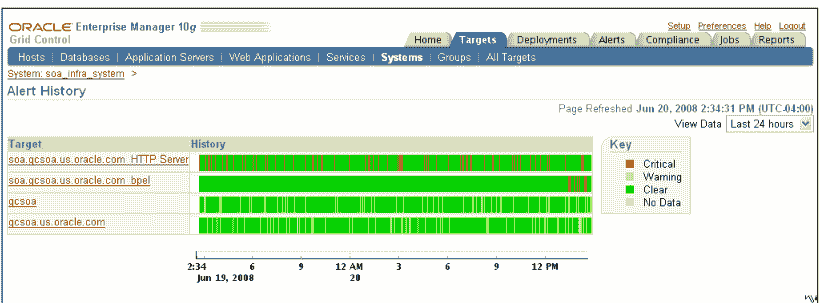 ORACLE Enterprise Manager 10g
Grid Control
Setup Preferences Help Logout
Home Targets Deployments Alerts Compliance Jobs Reports
Hosts Databases Application Servers Web Applications Services Systems Groups All Targets
System: soa_infra_system >
Alert History
Page Refreshed Jun 20, 2008 2:34:31 PM (UTC-04:00)
View Data Last 24 hours
Target History
soa.gcsoa.us.oracle.com_HTTP Server
soa.gcsoa.us.oracle.com_bpel
gcsoa
gcsoa.us.oracle.com
Key
Critical
Warning
Clear
No Data
2:34 6 9 12 AM 3 6 9 12 PM
Jun 19, 2008 20